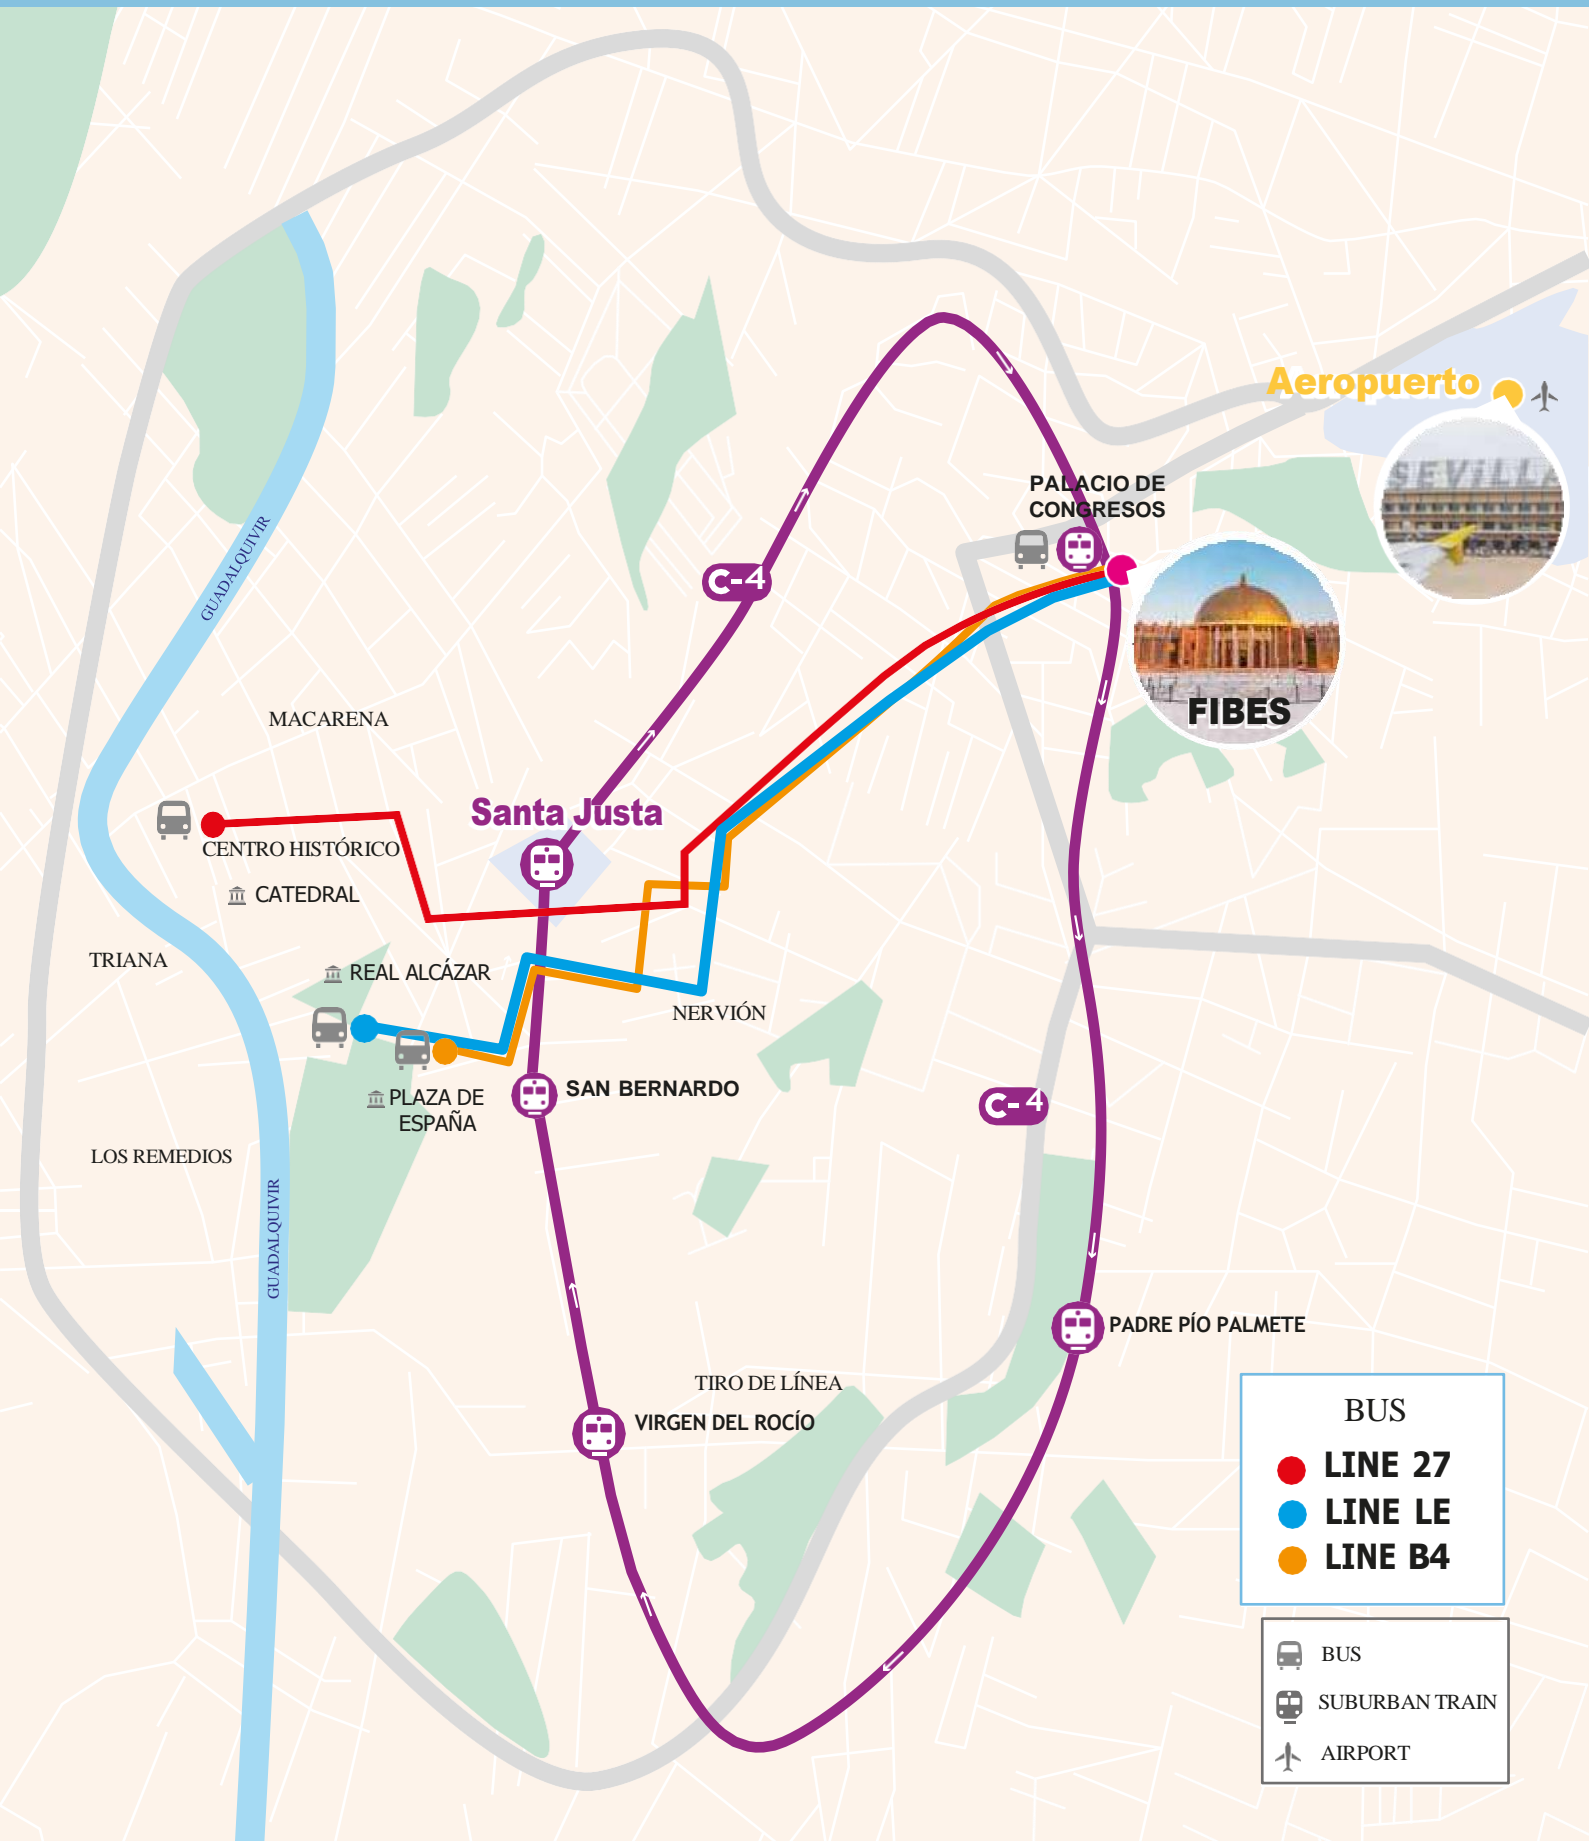 Aeropuerto
SEVILLA
PALACIO DE
CONGRESOS
C-4
GUADALQUIVIR
FIBES
MACARENA
Santa Justa
CENTRO HISTÓRICO
CATEDRAL
TRIANA
REAL ALCÁZAR
NERVIÓN
SAN BERNARDO
PLAZA DE
ESPAÑA
C-4
LOS REMEDIOS
GUADALQUIVIR
PADRE PÍO PALMETE
TIRO DE LÍNEA
VIRGEN DEL ROCÍO
BUS
LINE 27
LINE LE
LINE B4
BUS
SUBURBAN TRAIN
AIRPORT